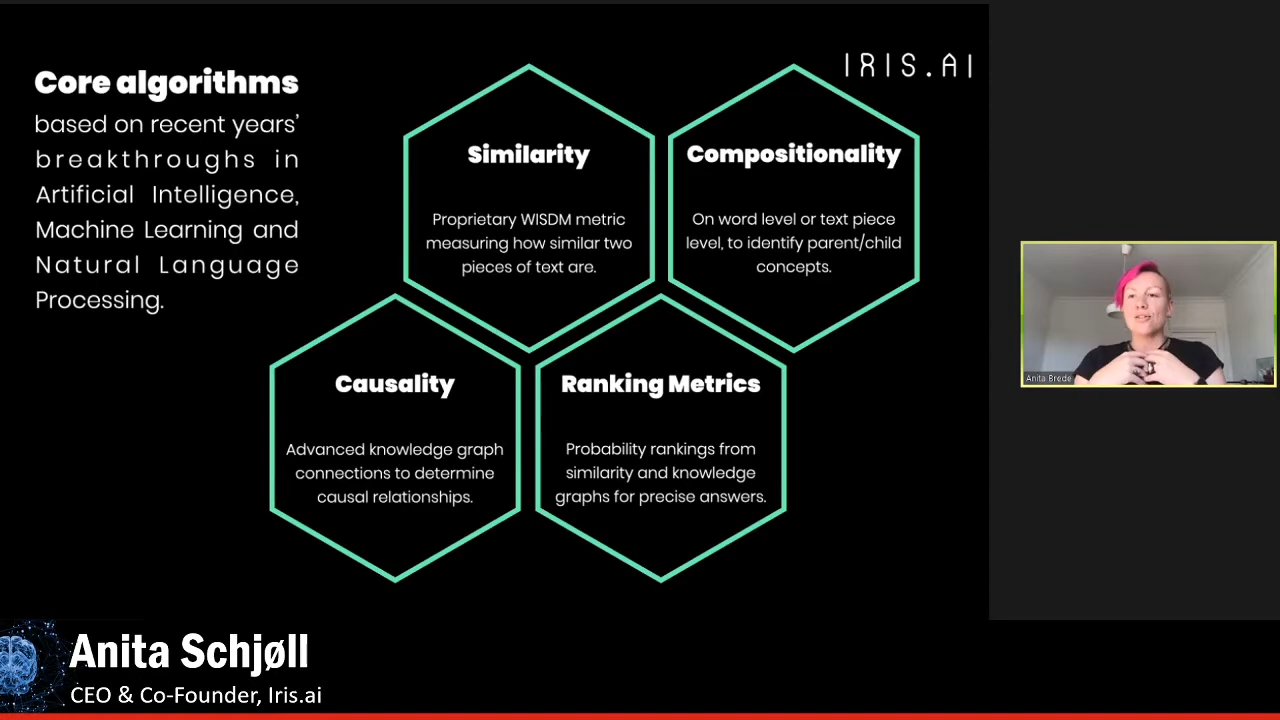 IRIS.AI
Core algorithms
based on recent years’
breakthroughs in
Artificial Intelligence,
Machine Learning and
Natural Language
Processing.
Similarity
Proprietary WISDM metric
measuring how similar two
pieces of text are.
Compositionality
On word level or text piece
level, to identify parent/child
concepts.
Causality
Advanced knowledge graph
connections to determine
causal relationships.
Ranking Metrics
Probability rankings from
similarity and knowledge
graphs for precise answers.
Anita Brede
Anita Schjøll
CEO & Co-Founder, Iris.ai